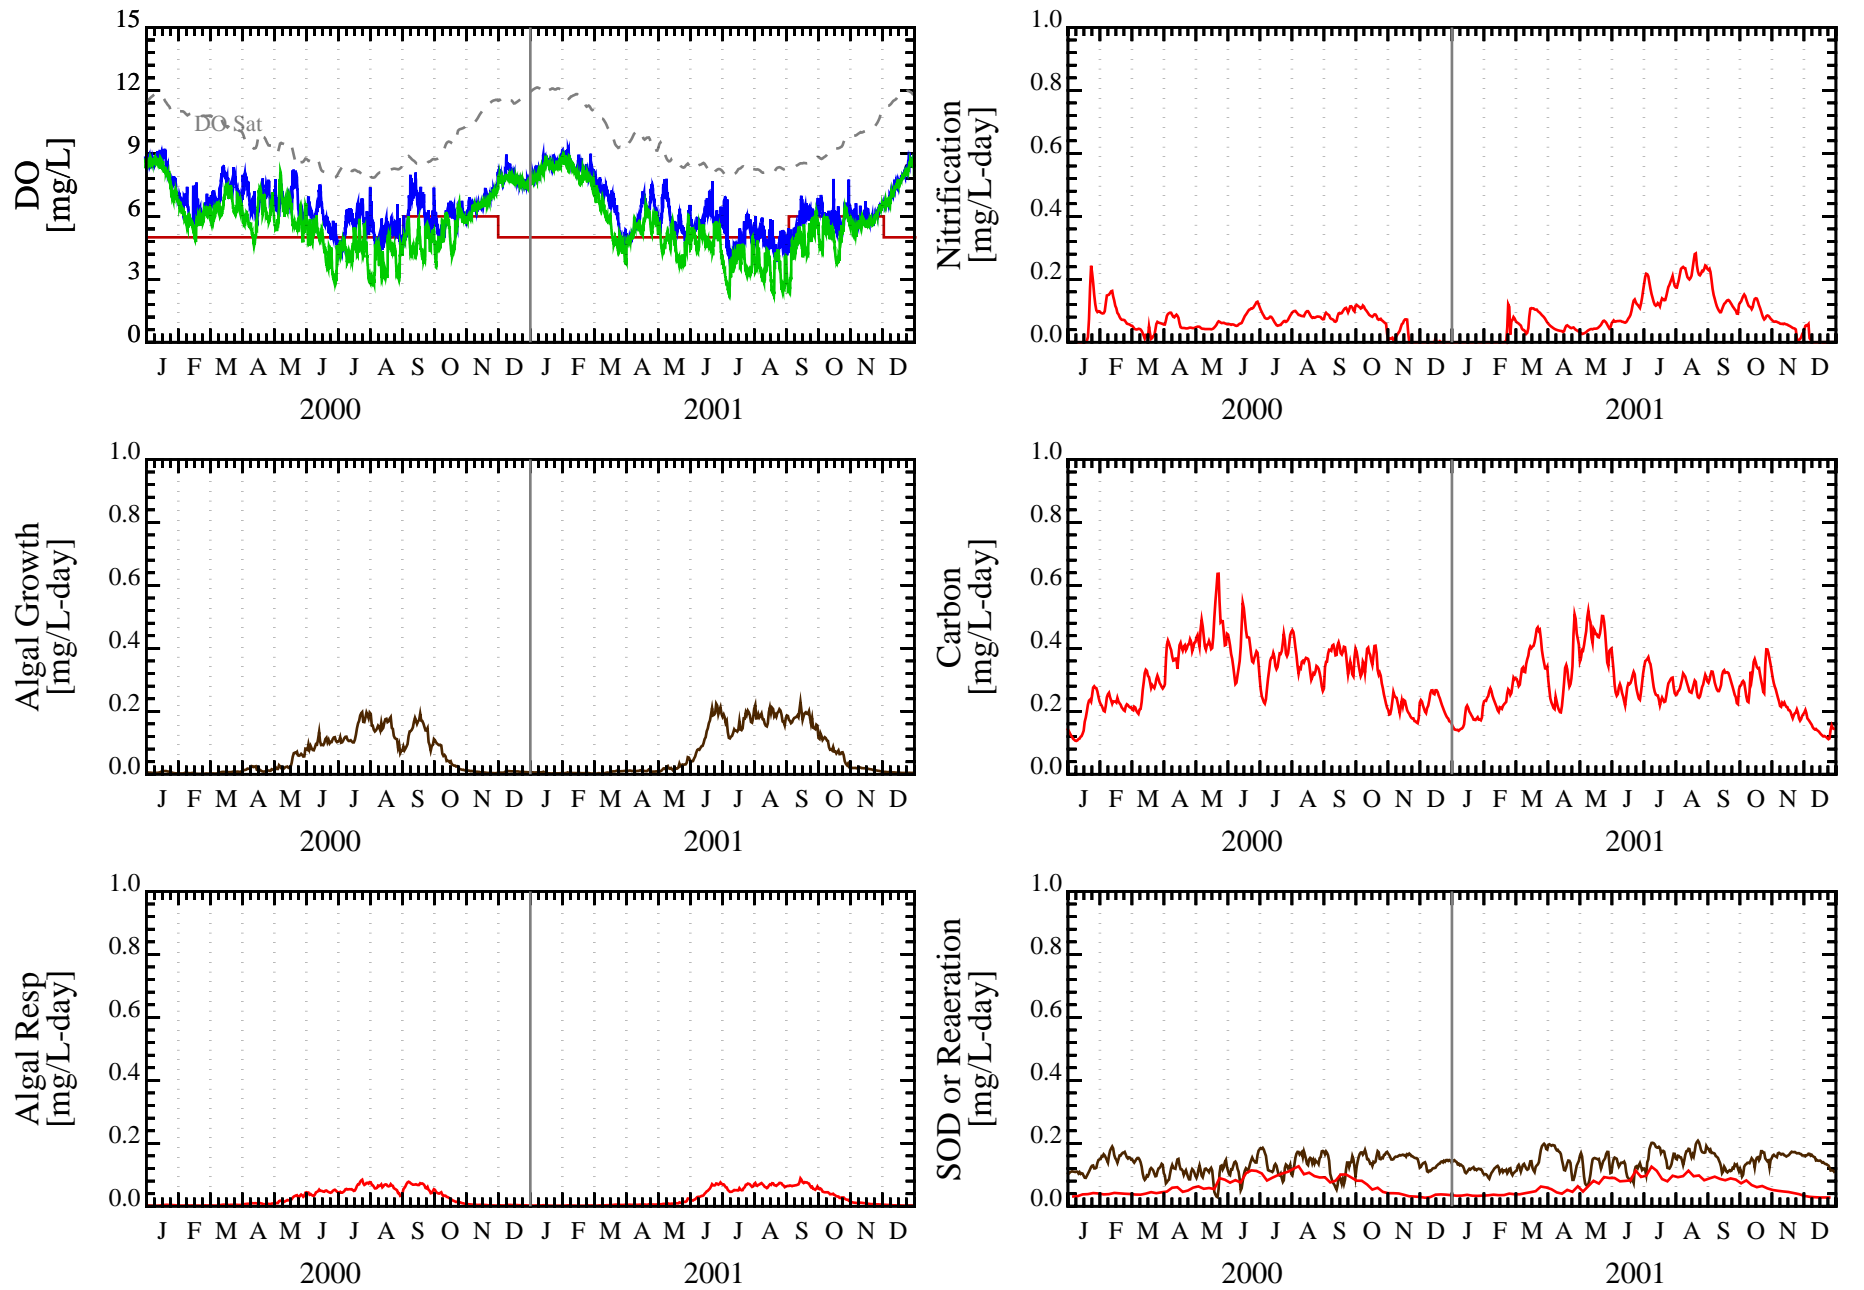 15
12
9
6
3
0
DO
[mg/L]
DO Sat
J F M A M J J A S O N D J F M A M J J A S O N D
2000 2001
1.0
0.8
0.6
0.4
0.2
0.0
Nitrification
[mg/L-day]
J F M A M J J A S O N D J F M A M J J A S O N D
2000 2001
1.0
0.8
0.6
0.4
0.2
0.0
Algal Growth
[mg/L-day]
J F M A M J J A S O N D J F M A M J J A S O N D
2000 2001
1.0
0.8
0.6
0.4
0.2
0.0
Carbon
[mg/L-day]
J F M A M J J A S O N D J F M A M J J A S O N D
2000 2001
1.0
0.8
0.6
0.4
0.2
0.0
Algal Resp
[mg/L-day]
J F M A M J J A S O N D J F M A M J J A S O N D
2000 2001
1.0
0.8
0.6
0.4
0.2
0.0
SOD or Reaeration
[mg/L-day]
J F M A M J J A S O N D J F M A M J J A S O N D
2000 2001